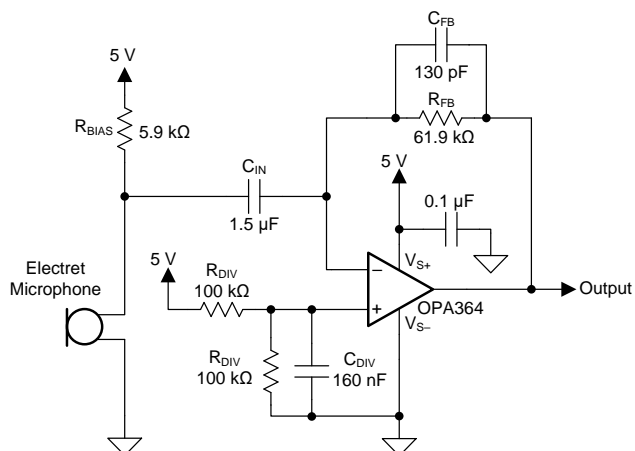 C_FB
130 pF
5 V
R_FB
R_BIAS
5.9 kΩ
61.9 kΩ
C_IN
5 V
1.5 µF
0.1 µF
Electret
Microphone
5 V
R_DIV
100 kΩ
V_S+
−
+
OPA364
Output
V_S–
R_DIV
100 kΩ
C_DIV
160 nF